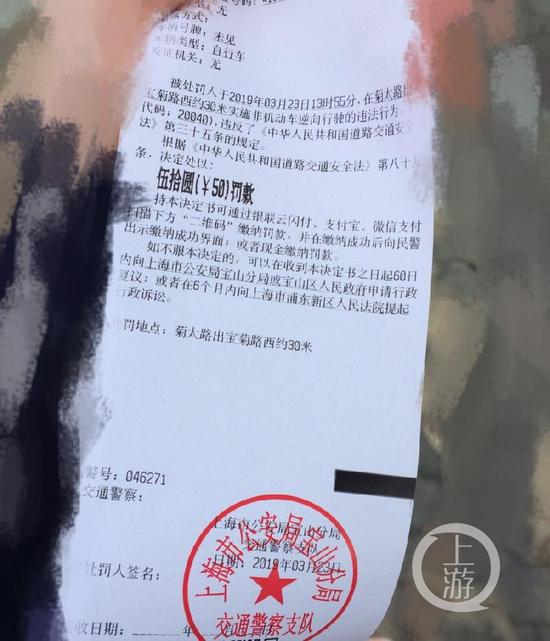 无
方式：
车辆号牌：未见
车辆类型：自行车
发证机关：无
被处罚人于2019年03月23日13时55分，在菊太路出
宝菊路西约30米实施非机动车逆向行驶的违法行为
代码：20040)，违反了《中华人民共和国道路交通安全
法》第三十五条的规定。
根据《中华人民共和国道路交通安全法》第八十九
条，决定处以：
伍拾圆(￥50)罚款
持本决定书可通过银联云闪付、支付宝、微信支付
扫描下方“二维码”缴纳罚款，并在缴纳成功后向民警
出示缴纳成功界面；或者现金缴纳罚款。
如不服本决定的，可以在收到本决定书之日起60日
内向上海市公安局宝山分局或宝山区人民政府申请行政
复议；或者在6个月内向上海市浦东新区人民法院提起
行政诉讼。
处罚地点：菊太路出宝菊路西约30米
警号：046271
交通警察：
上海市公安局宝山分局
交通警察支队
日期：2019年03月23日
被处罚人签名：
收日期：____年
上海市公安局宝山分局
交通警察支队
上游